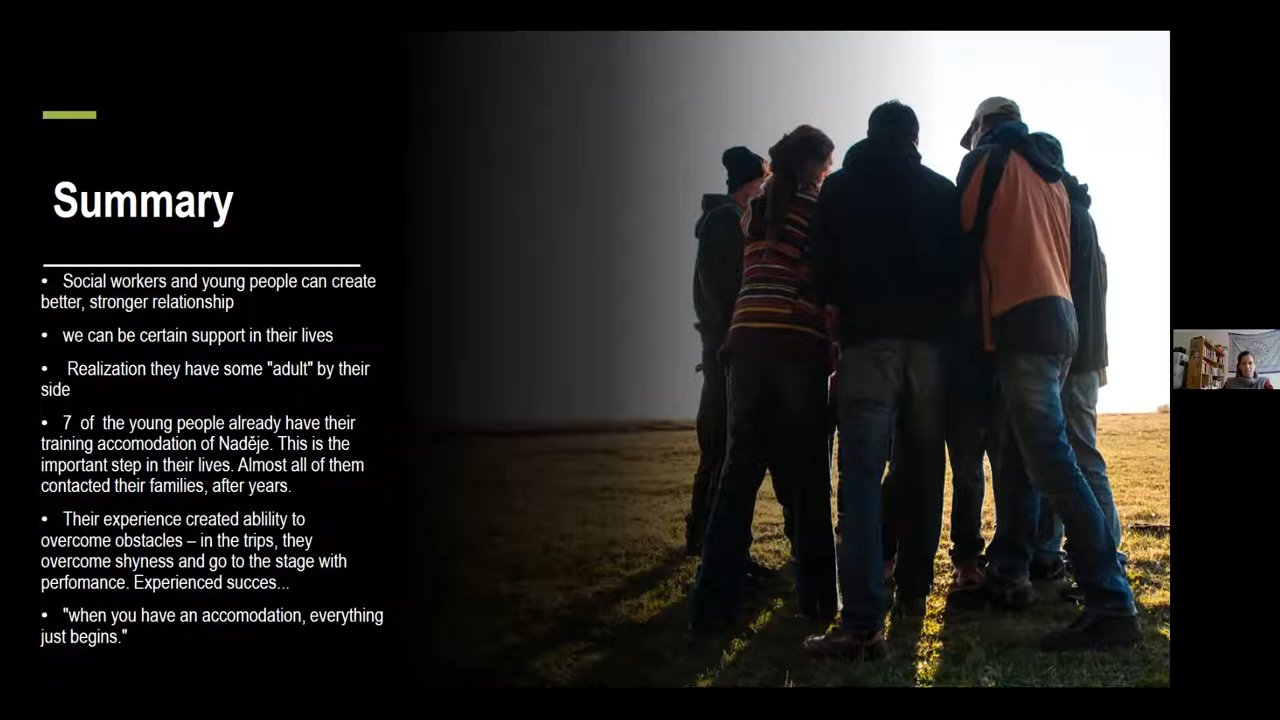 Summary
• Social workers and young people can create
better, stronger relationship
• we can be certain support in their lives
• Realization they have some "adult" by their
side
• 7 of the young people already have their
training accomodation of Naděje. This is the
important step in their lives. Almost all of them
contacted their families, after years.
• Their experience created ablility to
overcome obstacles – in the trips, they
overcome shyness and go to the stage with
perfomance. Experienced succes...
• "when you have an accomodation, everything
just begins."